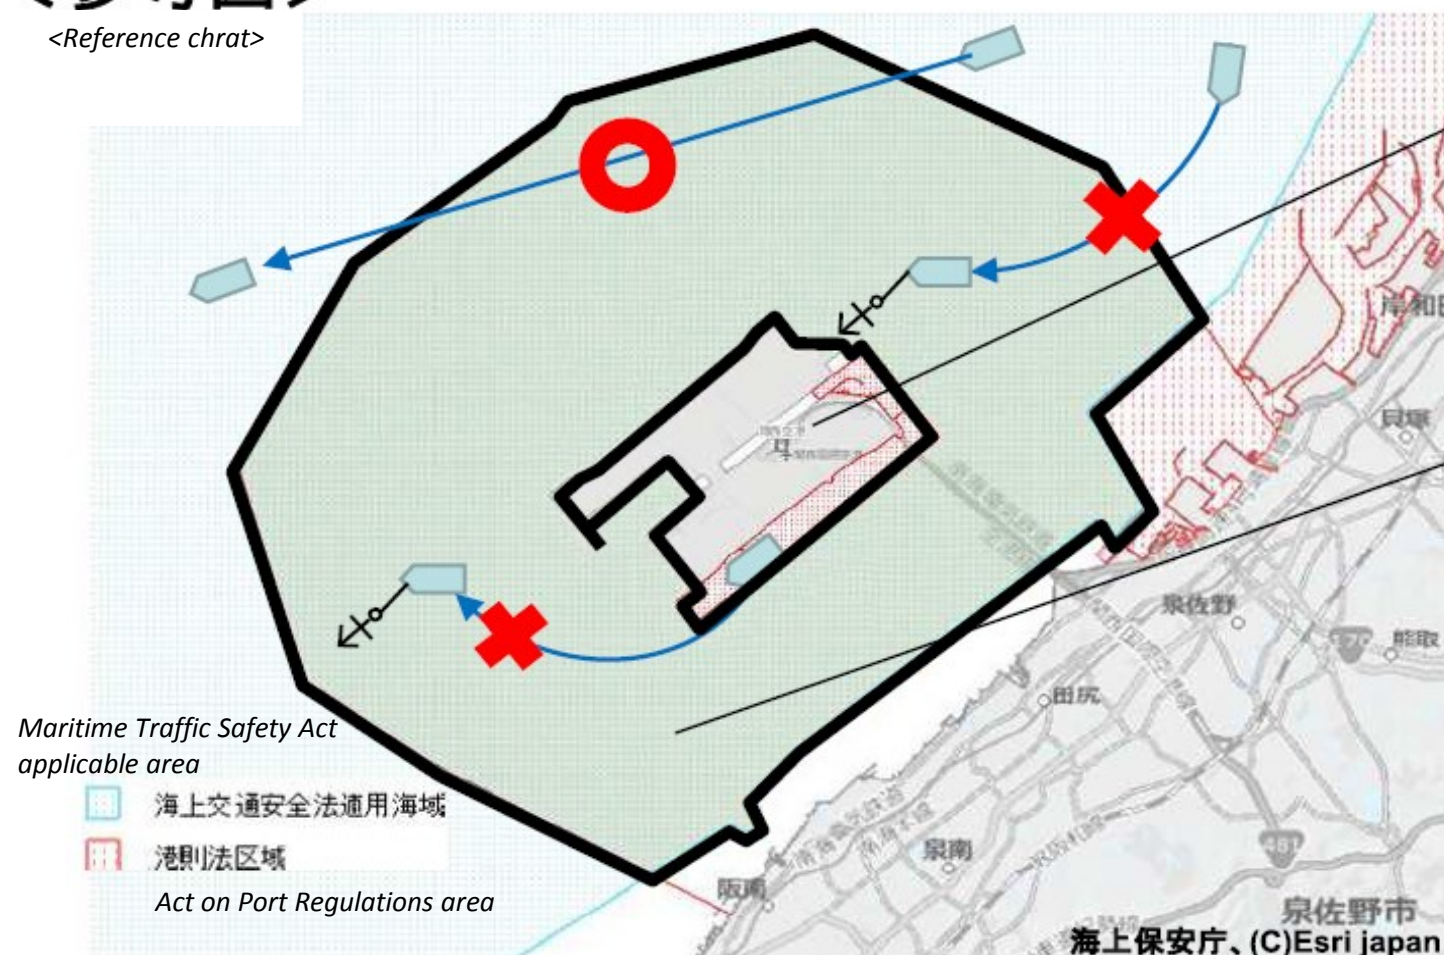 <Reference chrat>
岸和田
貝塚
泉佐野
熊取
田尻
Maritime Traffic Safety Act
applicable area
海上交通安全法適用海域
港則法区域
Act on Port Regulations area
481
泉南
阪南
泉佐野市
海上保安庁、(C)Esri japan